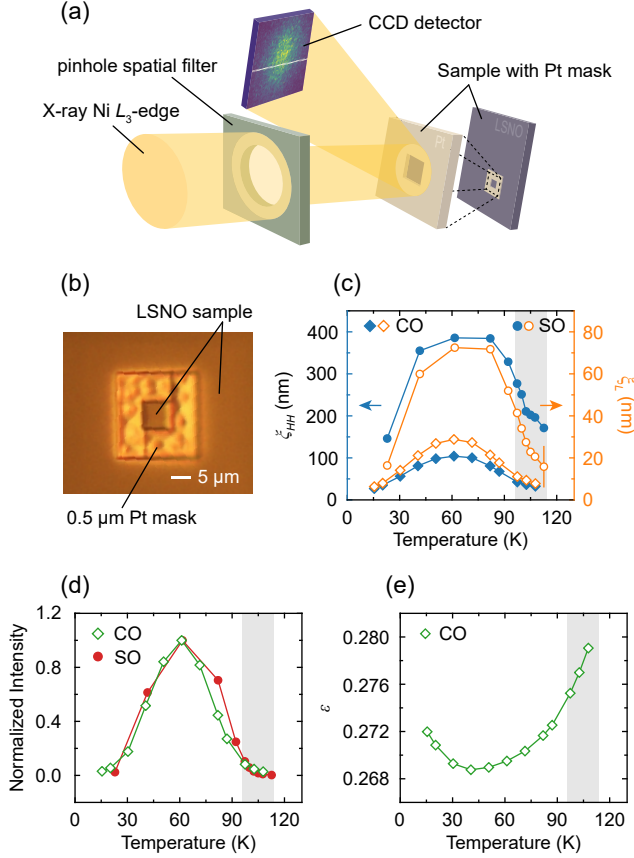 (a)
CCD detector
pinhole spatial filter
Sample with Pt mask
X-ray Ni L3-edge
Pt
LSNO
(b)
LSNO sample
5 μm
0.5 μm Pt mask
(c)
CO
SO
400
300
200
100
0
ξHH (nm)
80
60
40
20
0
ξL (nm)
0 30 60 90 120
Temperature (K)
(d)
CO
SO
1.2
0.8
0.4
0.0
Normalized Intensity
0 30 60 90 120
Temperature (K)
(e)
CO
0.280
0.276
0.272
0.268
ε
0 30 60 90 120
Temperature (K)